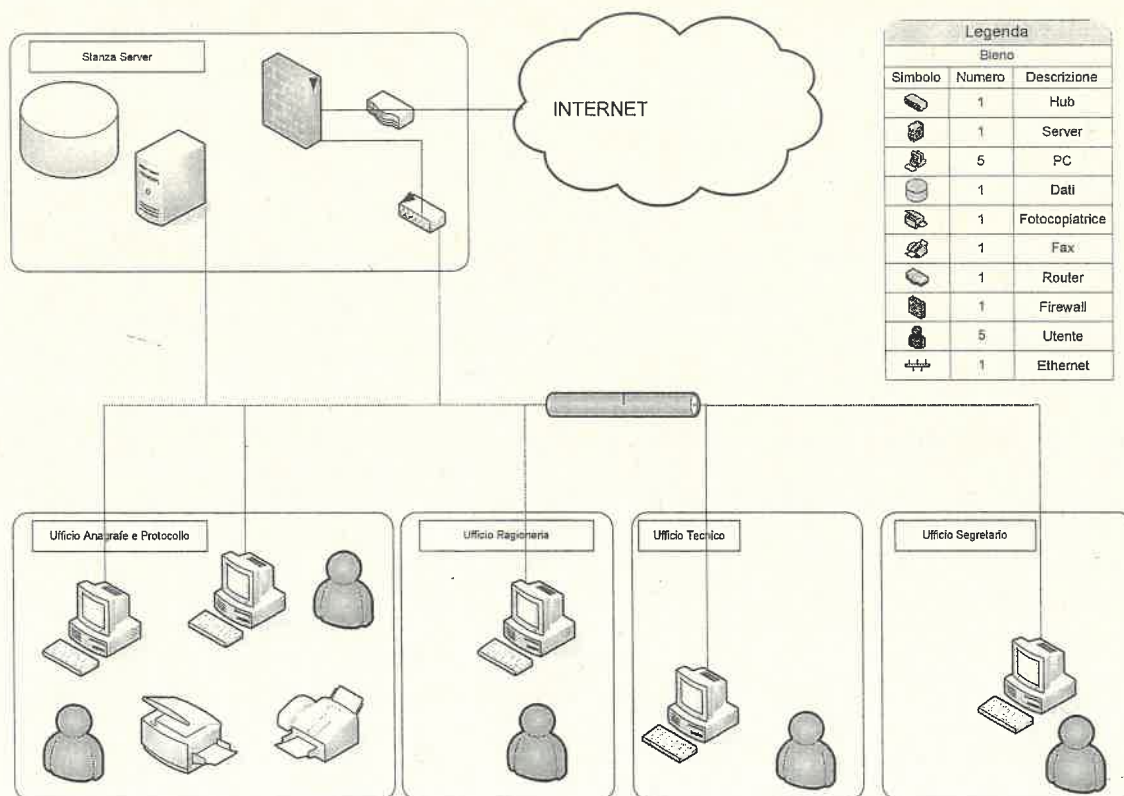 Stanza Server
INTERNET
Legenda
Bieno
Simbolo Numero Descrizione
1 Hub
1 Server
5 PC
1 Dati
1 Fotocopiatrice
1 Fax
1 Router
1 Firewall
5 Utente
1 Ethernet
Ufficio Anagrafe e Protocollo
Ufficio Ragioneria
Ufficio Tecnico
Ufficio Segretario